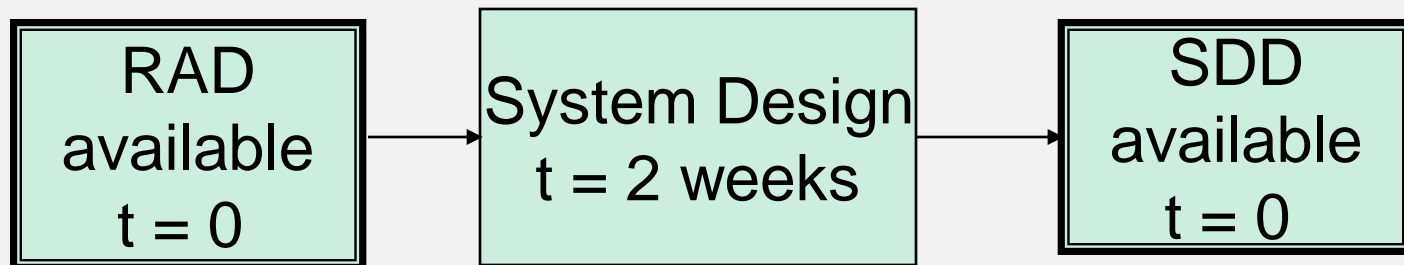 RAD
available
t = 0
System Design
t = 2 weeks
SDD
available
t = 0